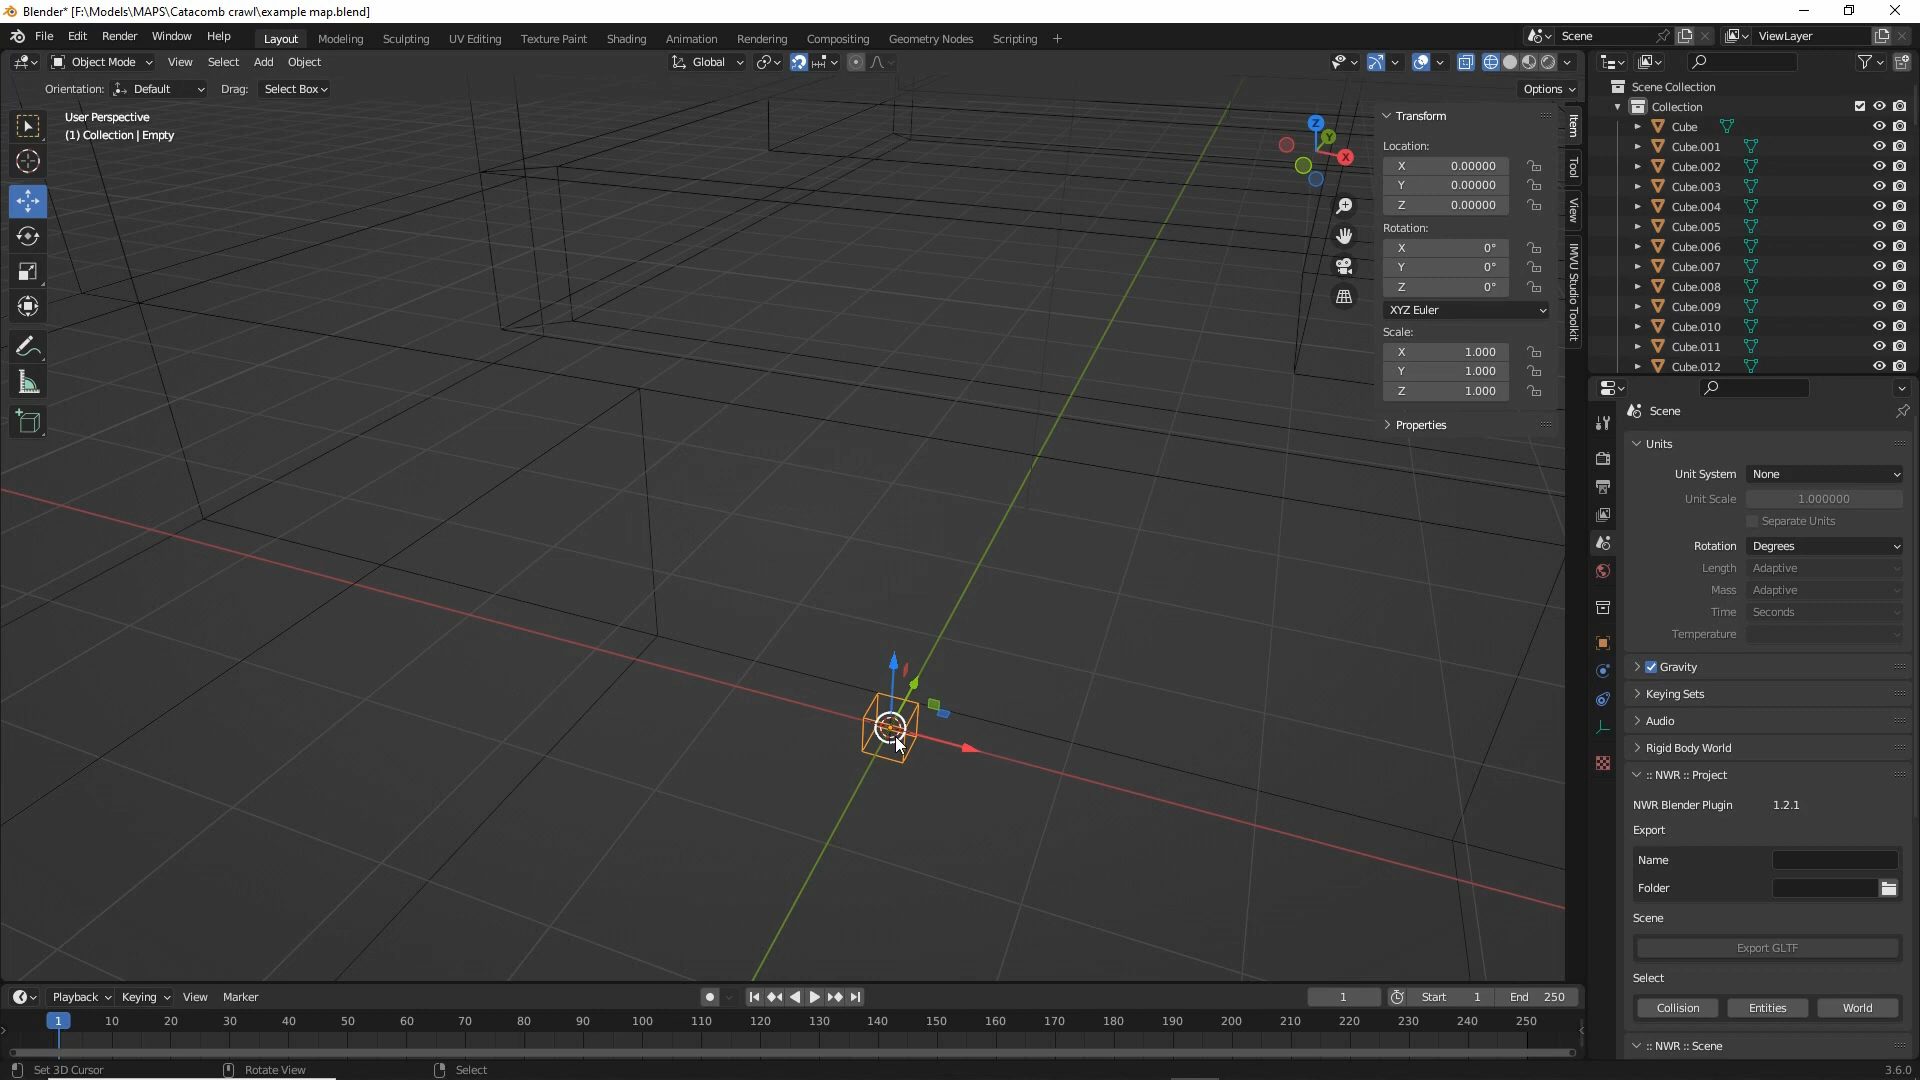 Blender* [F:\Models\MAPS\Catacomb crawl\example map.blend]
File Edit Render Window Help Layout Modeling Sculpting UV Editing Texture Paint Shading Animation Rendering Compositing Geometry Nodes Scripting + Scene ViewLayer
Object Mode View Select Add Object Global
Orientation: Default Drag: Select Box Options
User Perspective
(1) Collection | Empty
Z
Y
X
Transform
Location:
X 0.00000
Y 0.00000
Z 0.00000
Rotation:
X 0°
Y 0°
Z 0°
XYZ Euler
Scale:
X 1.000
Y 1.000
Z 1.000
Properties
Item
Tool
View
IMVU Studio Toolkit
Scene Collection
Collection
Cube
Cube.001
Cube.002
Cube.003
Cube.004
Cube.005
Cube.006
Cube.007
Cube.008
Cube.009
Cube.010
Cube.011
Cube.012
Scene
Units
Unit System None
Unit Scale 1.000000
Separate Units
Rotation Degrees
Length Adaptive
Mass Adaptive
Time Seconds
Temperature
Gravity
Keying Sets
Audio
Rigid Body World
:: NWR :: Project
NWR Blender Plugin 1.2.1
Export
Name
Folder
Scene
Export GLTF
Select
Collision Entities World
:: NWR :: Scene
Playback Keying View Marker 1 Start 1 End 250
1 10 20 30 40 50 60 70 80 90 100 110 120 130 140 150 160 170 180 190 200 210 220 230 240 250
Set 3D Cursor Rotate View Select 3.6.0